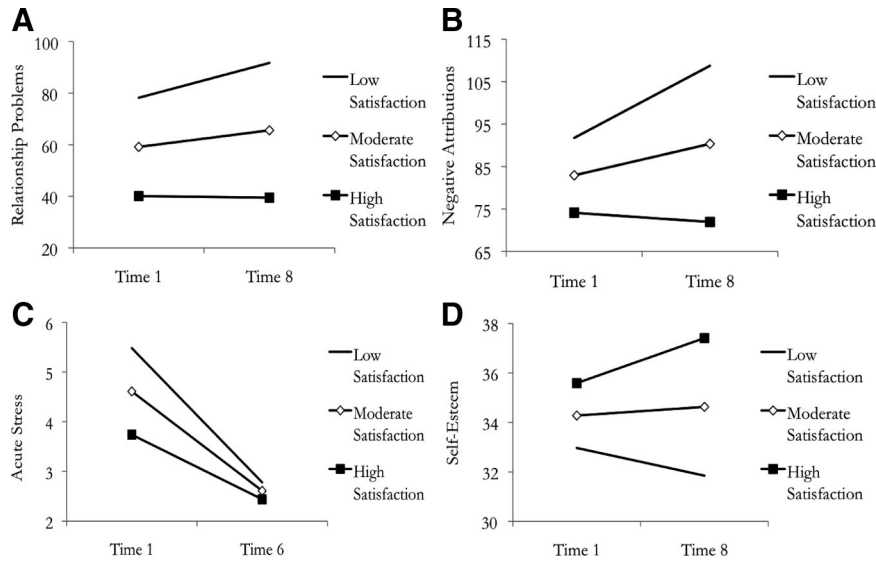 A
Relationship Problems
100
80
60
40
20
Time 1
Time 8
Low
Satisfaction
Moderate
Satisfaction
High
Satisfaction
B
Negative Attributions
115
105
95
85
75
65
Time 1
Time 8
Low
Satisfaction
Moderate
Satisfaction
High
Satisfaction
C
Acute Stress
6
5
4
3
2
Time 1
Time 6
Low
Satisfaction
Moderate
Satisfaction
High
Satisfaction
D
Self-Esteem
38
36
34
32
30
Time 1
Time 8
Low
Satisfaction
Moderate
Satisfaction
High
Satisfaction